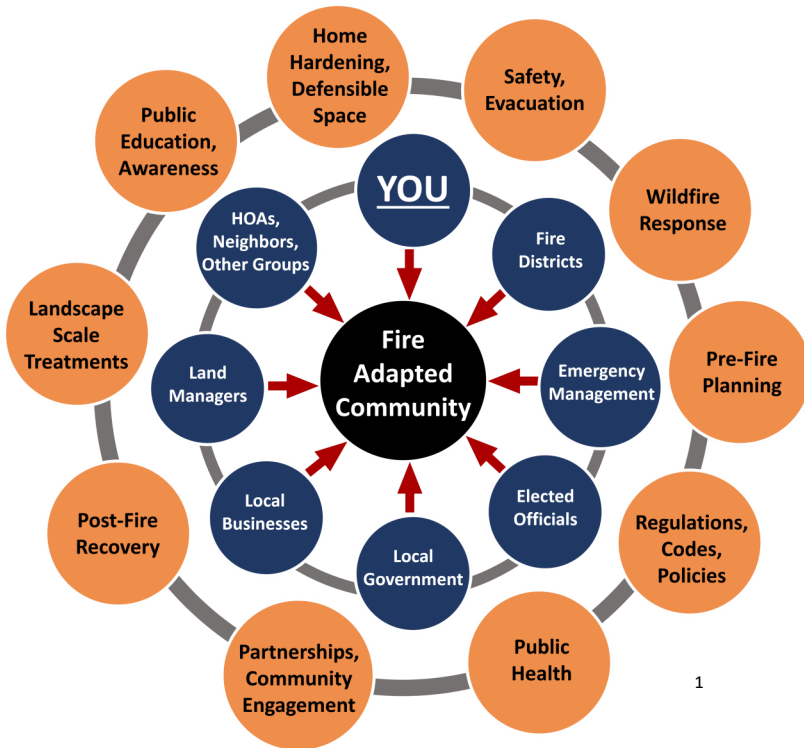 Home
Hardening,
Defensible
Space
Safety,
Evacuation
Wildfire
Response
Pre-Fire
Planning
Regulations,
Codes,
Policies
Public
Health
Partnerships,
Community
Engagement
Post-Fire
Recovery
Landscape
Scale
Treatments
Public
Education,
Awareness
YOU
Fire
Districts
Emergency
Management
Elected
Officials
Local
Government
Local
Businesses
Land
Managers
HOAs,
Neighbors,
Other Groups
Fire
Adapted
Community
1